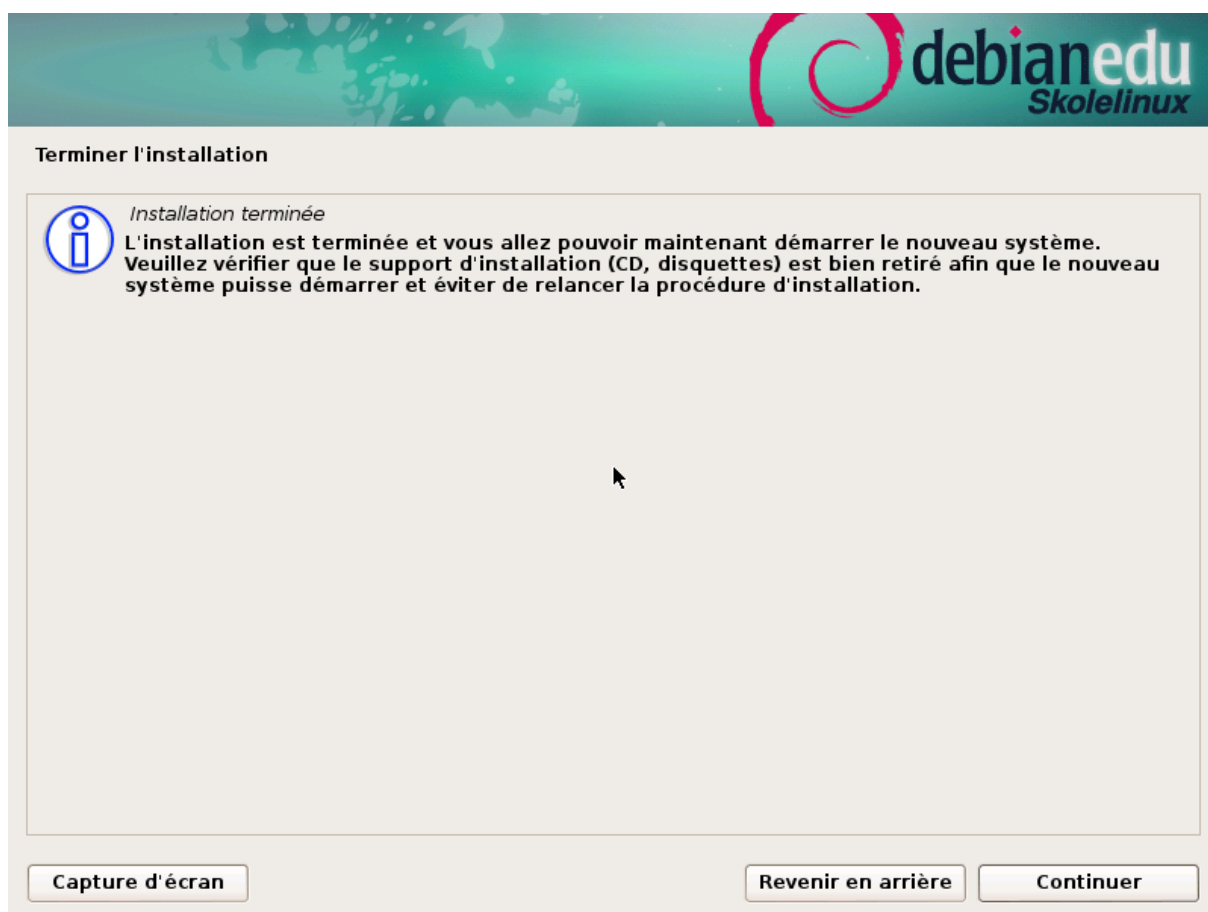 debianedu
Skolelinux
Terminer l'installation
Installation terminée
L'installation est terminée et vous allez pouvoir maintenant démarrer le nouveau système.
Veuillez vérifier que le support d'installation (CD, disquettes) est bien retiré afin que le nouveau
système puisse démarrer et éviter de relancer la procédure d'installation.
Capture d'écran
Revenir en arrière
Continuer